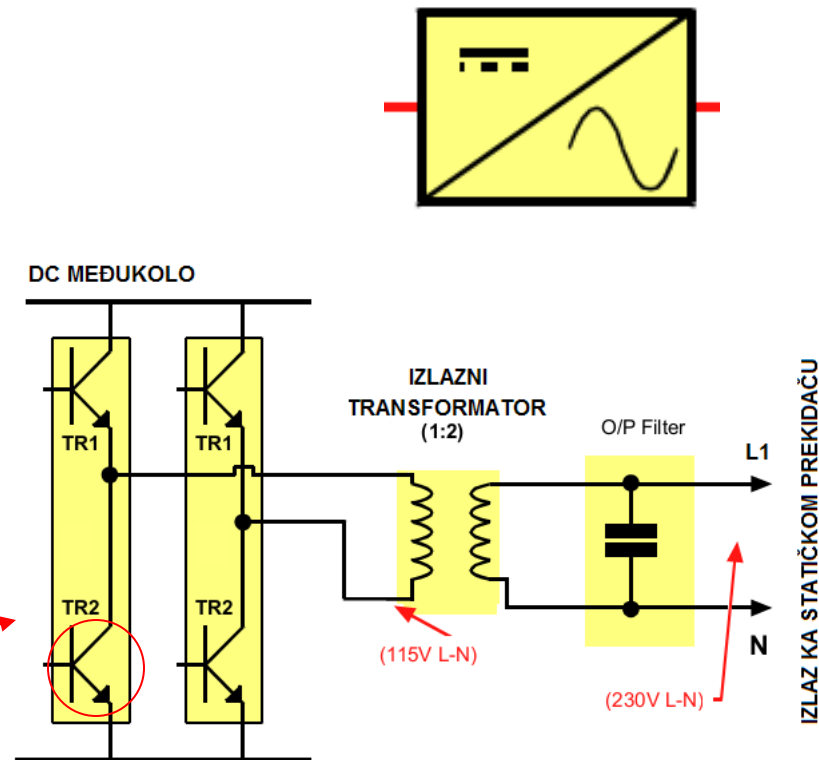 DC MEĐUKOLO
IZLAZNI
TRANSFORMATOR
(1:2)
O/P Filter
L1
TR1
TR1
TR2
TR2
(115V L-N)
N
(230V L-N)
IZLAZ KA STATIČKOM PREKIDAČU